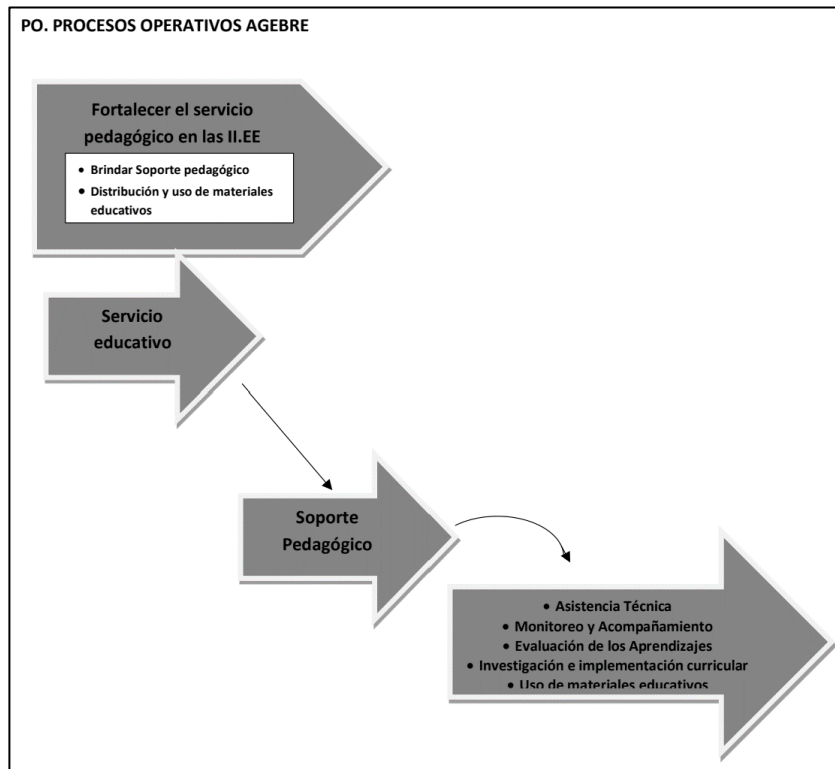 PO. PROCESOS OPERATIVOS AGEBRE
Fortalecer el servicio
pedagógico en las II.EE
• Brindar Soporte pedagógico
• Distribución y uso de materiales
educativos
Servicio
educativo
Soporte
Pedagógico
• Asistencia Técnica
• Monitoreo y Acompañamiento
• Evaluación de los Aprendizajes
• Investigación e implementación curricular
• Uso de materiales educativos